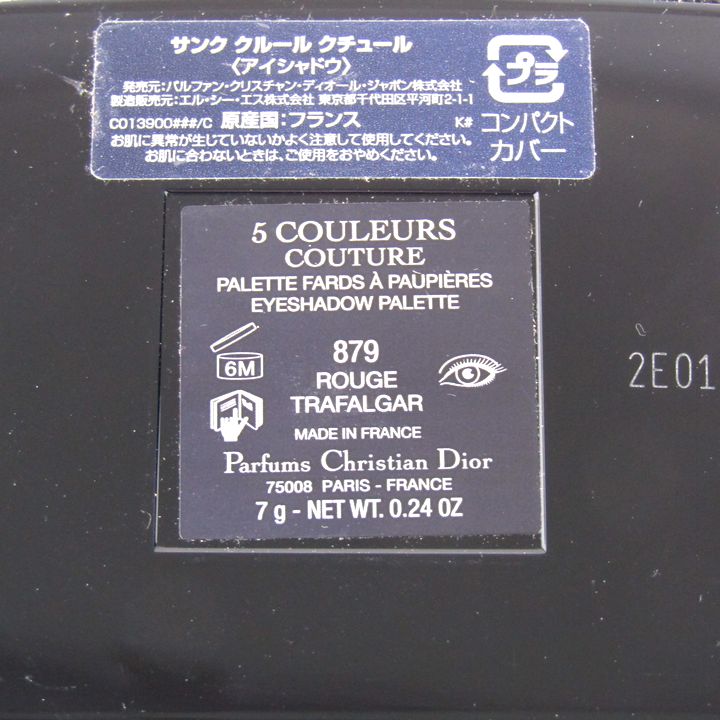 サンク クルール クチュール
〈アイシャドウ〉
発売元:パルファン・クリスチャン・ディオール・ジャポン株式会社
製造販売元:エル・シー・エス株式会社 東京都千代田区平河町2-1-1
C013900###/C 原産国:フランス K#
お肌に異常が生じていないかよく注意して使用してください。
お肌に合わないときは、ご使用をおやめください。
プラ
コンパクト
カバー
5 COULEURS
COUTURE
PALETTE FARDS À PAUPIÈRES
EYESHADOW PALETTE
6M
879
ROUGE
TRAFALGAR
MADE IN FRANCE
Parfums Christian Dior
75008 PARIS - FRANCE
7 g - NET WT. 0.24 OZ
2E01